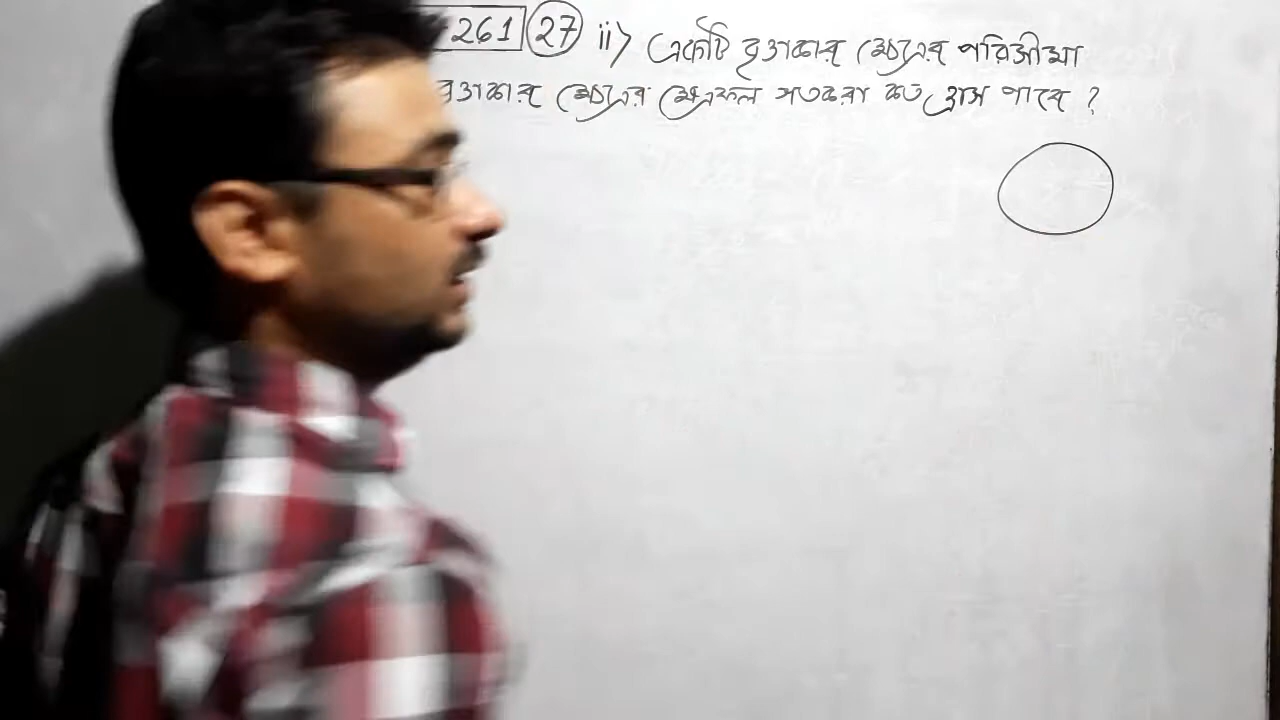 261 27 ii> একটি বৃত্তাকার ক্ষেত্রের পরিসীমা
বৃত্তাকার ক্ষেত্রের ক্ষেত্রফল শতকরা কত হ্রাস পাবে ?